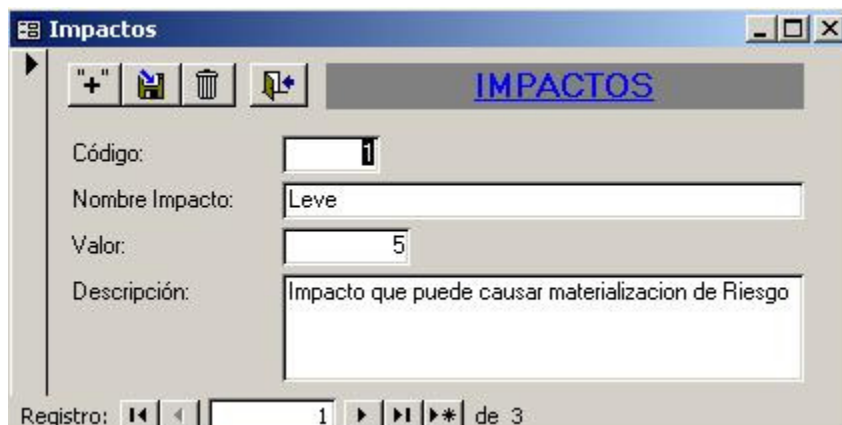 Impactos
"+" IMPACTOS
Código: 1
Nombre Impacto: Leve
Valor: 5
Descripción: Impacto que puede causar materializacion de Riesgo
Registro: 1 de 3